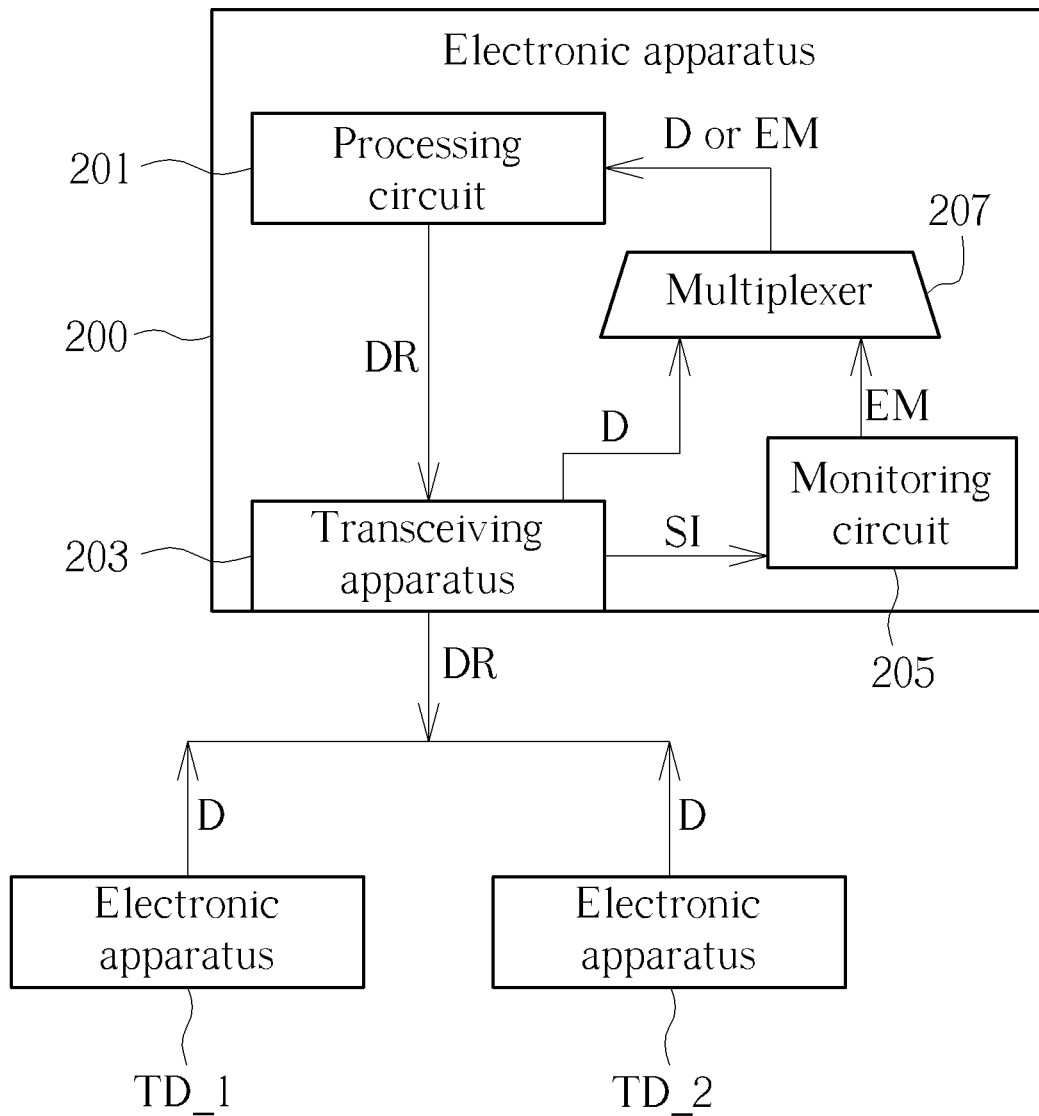 Electronic apparatus
Processing
circuit
D or EM
201
207
Multiplexer
200
DR
D
EM
Monitoring
circuit
Transceiving
apparatus
SI
203
205
DR
D
D
Electronic
apparatus
Electronic
apparatus
TD_1
TD_2